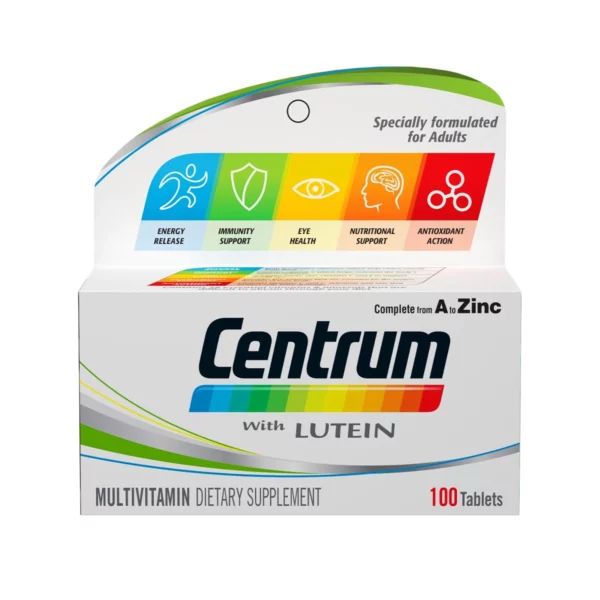 Specially formulated
for Adults
ENERGY
RELEASE
IMMUNITY
SUPPORT
EYE
HEALTH
NUTRITIONAL
SUPPORT
ANTIOXIDANT
ACTION
Complete from A to Zinc
Centrum
With LUTEIN
MULTIVITAMIN DIETARY SUPPLEMENT
100 Tablets